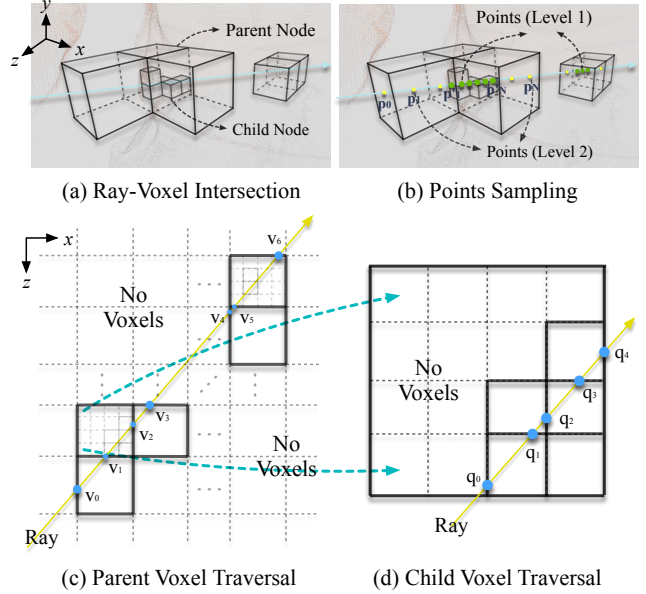 y
x
z
Parent Node
Child Node
Points (Level 1)
p0
p1
pN
Points (Level 2)
(a) Ray-Voxel Intersection
(b) Points Sampling
x
z
No
Voxels
v6
v4
v5
v3
v2
v1
v0
No
Voxels
Ray
No
Voxels
q4
q3
q2
q1
q0
Ray
(c) Parent Voxel Traversal
(d) Child Voxel Traversal